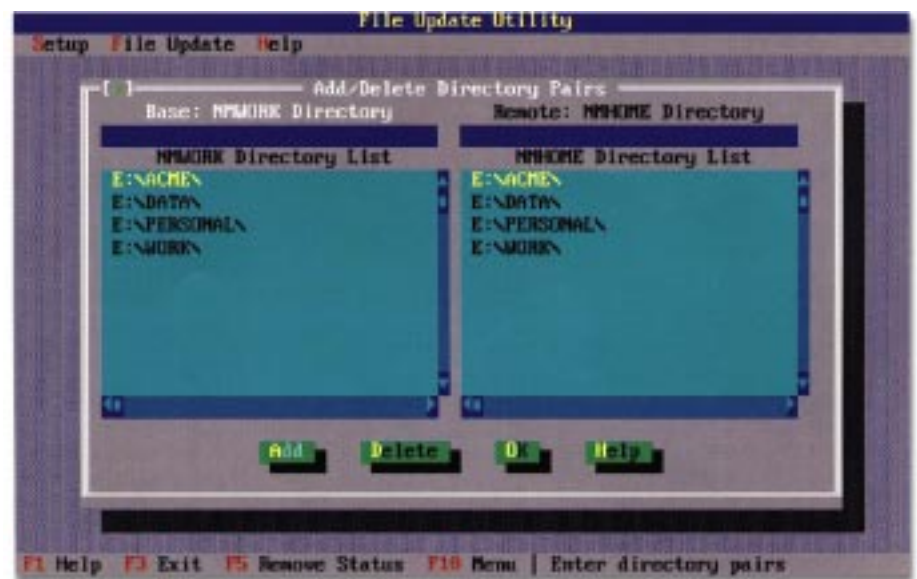 File Update Utility
Setup File Update Help
Add/Delete Directory Pairs
Base: NMWORK Directory Remote: NMHOME Directory
NMWORK Directory List NMHOME Directory List
E:\ACME\ E:\ACME\
E:\DATA\ E:\DATA\
E:\PERSONAL\ E:\PERSONAL\
E:\WORK\ E:\WORK\
Add Delete OK Help
F1 Help F3 Exit F5 Remove Status F10 Menu | Enter directory pairs